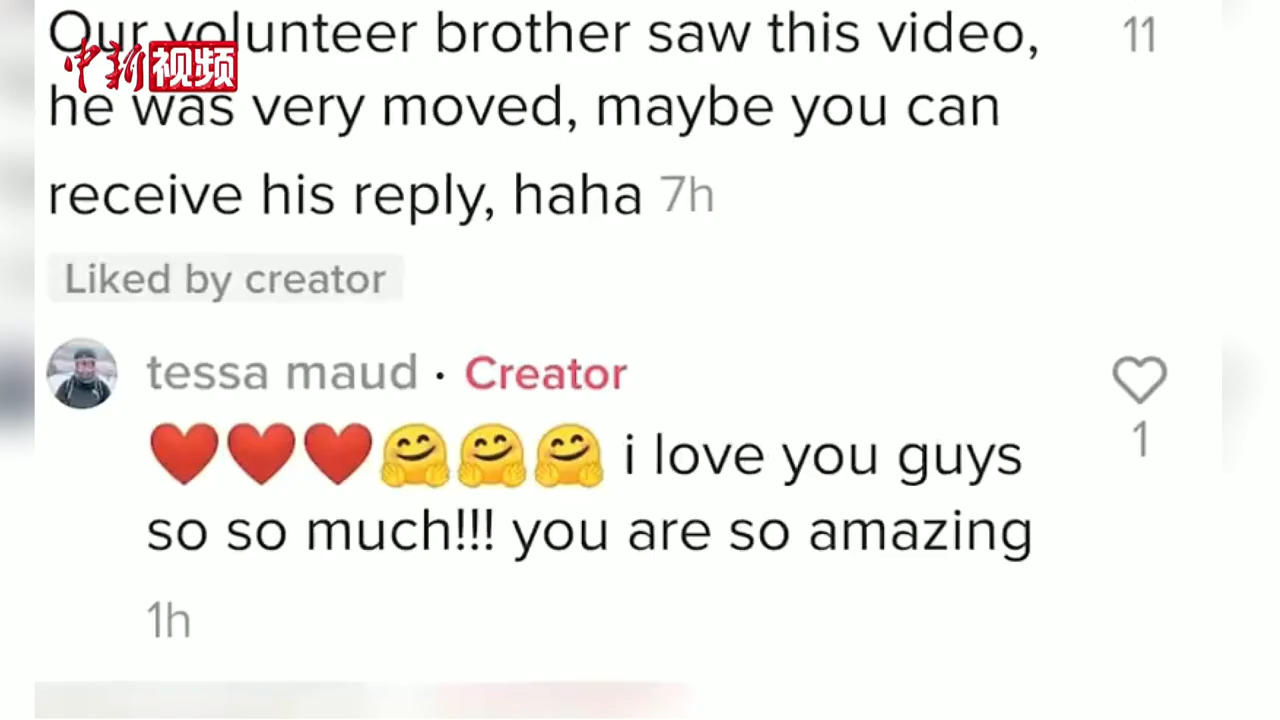 Our volunteer brother saw this video,
11
中新视频
he was very moved, maybe you can
receive his reply, haha 7h
Liked by creator
tessa maud · Creator
❤️❤️❤️🤗🤗🤗 i love you guys
1
so so much!!! you are so amazing
1h